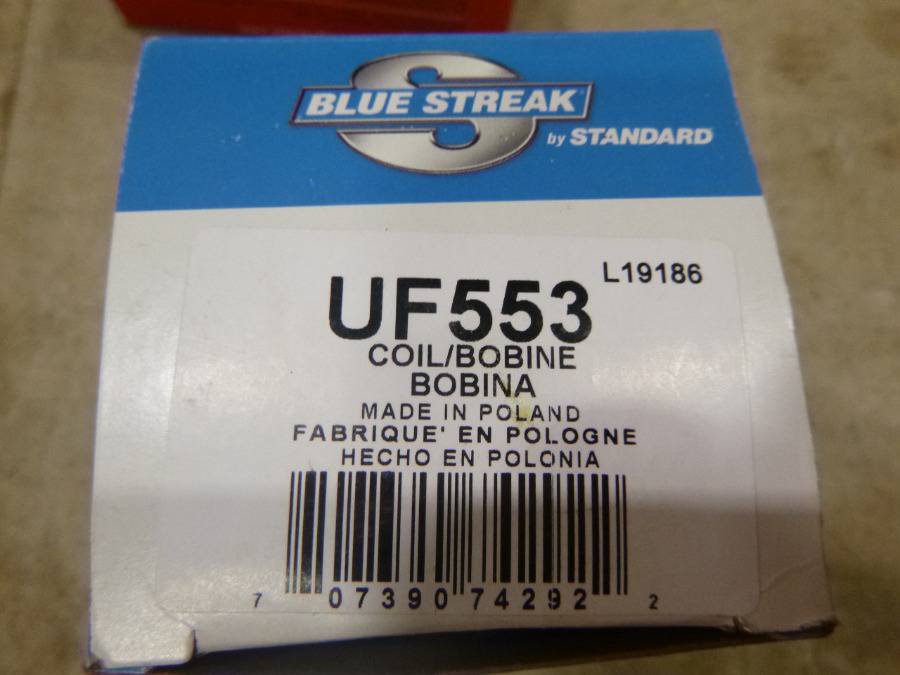 BLUE STREAK
by STANDARD
L19186
UF553
COIL/BOBINE
BOBINA
MADE IN POLAND
FABRIQUE' EN POLOGNE
HECHO EN POLONIA
7 07390 74292 2